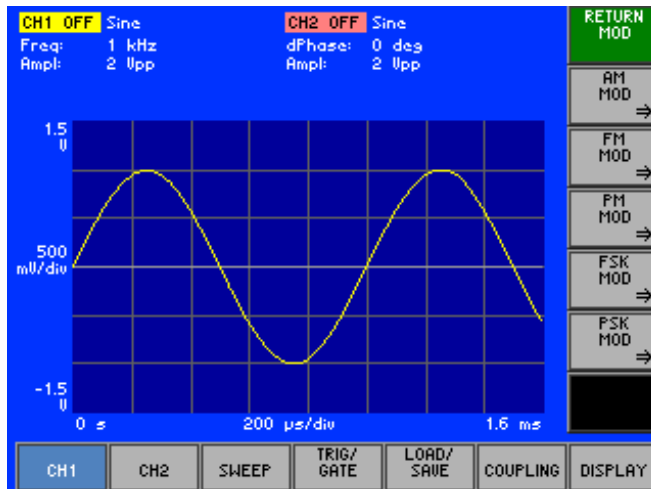 CH1 OFF Sine
Freq: 1 kHz
Ampl: 2 Vpp
CH2 OFF Sine
dPhase: 0 deg
Ampl: 2 Vpp
1.5
V
500
mV/div
-1.5
V
0 s 200 µs/div 1.6 ms
RETURN
MOD
AM
MOD
⇒
FM
MOD
⇒
PM
MOD
⇒
FSK
MOD
⇒
PSK
MOD
⇒
CH1
CH2
SWEEP
TRIG/
GATE
LOAD/
SAVE
COUPLING
DISPLAY